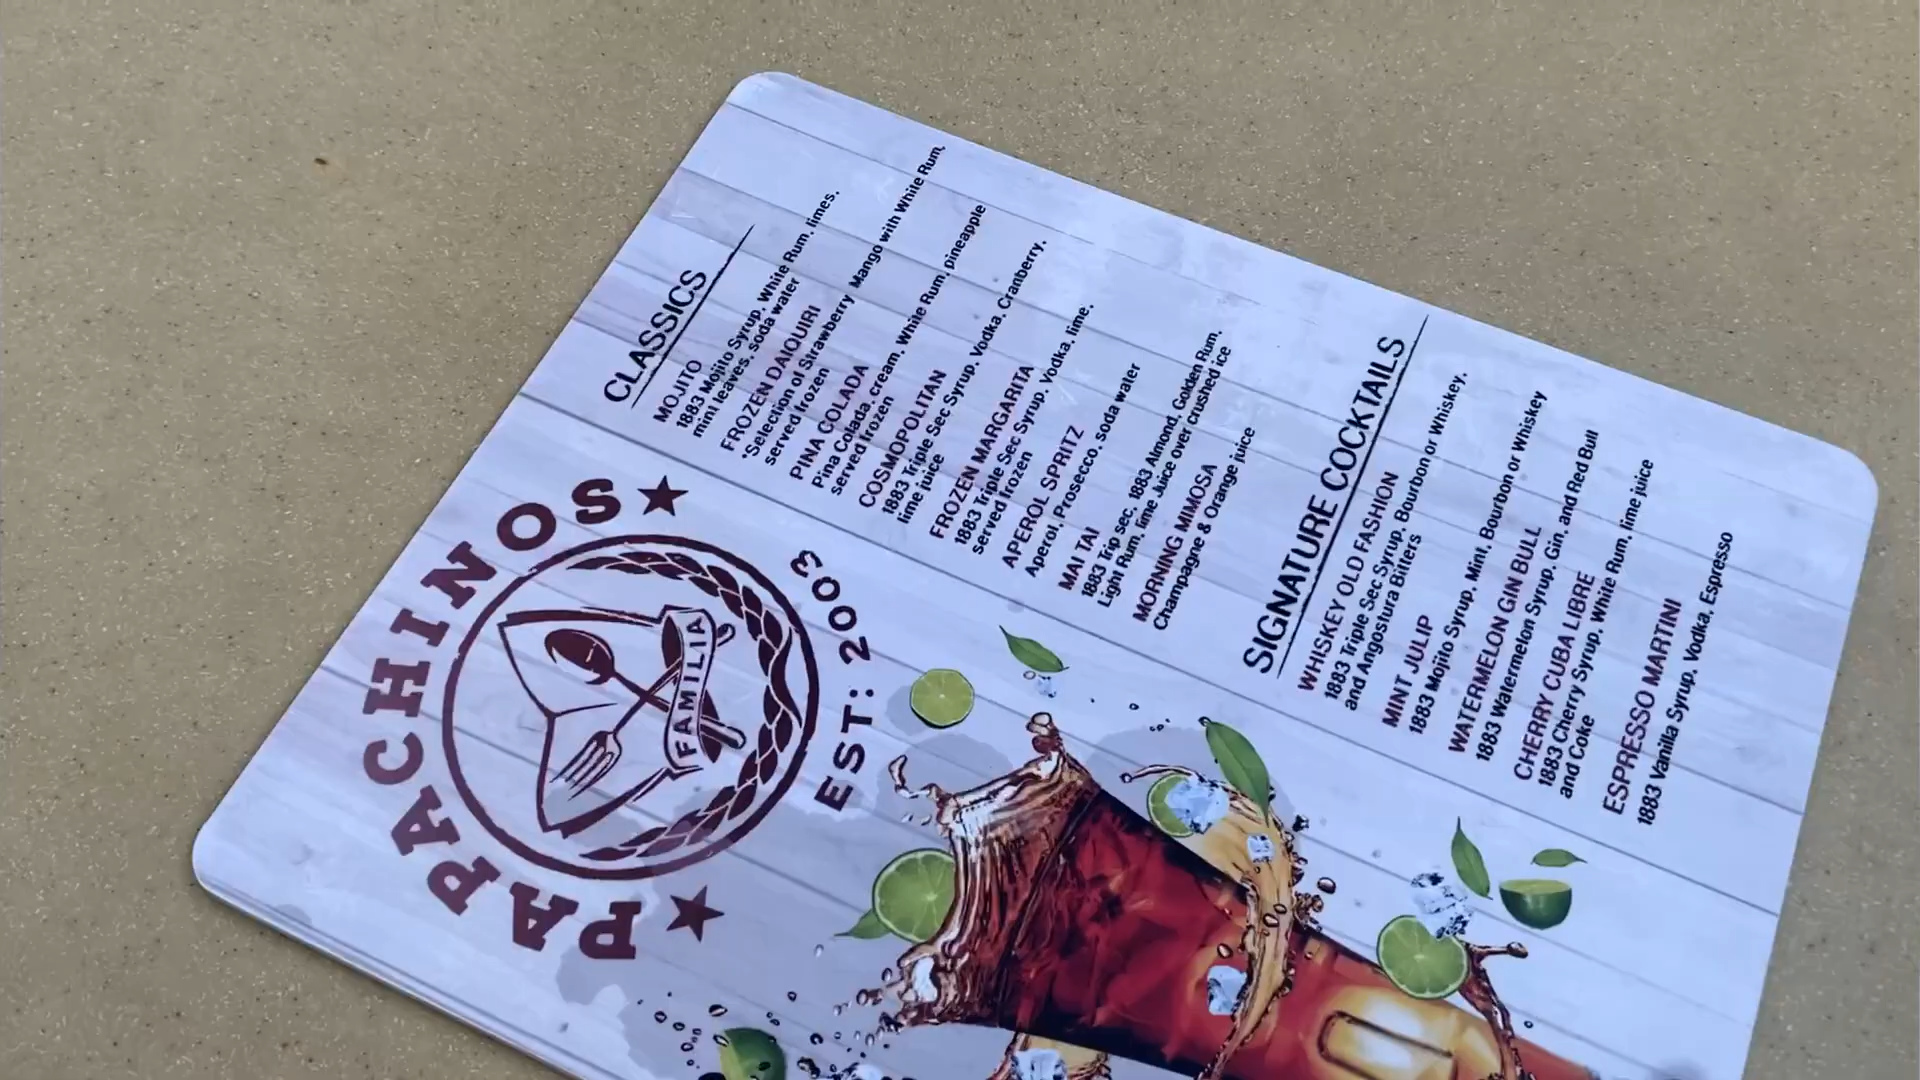 PAPACHINOS
FAMILIA
EST: 2003
CLASSICS
MOJITO
1883 Mojito Syrup, White Rum, limes,
mint leaves, soda water
FROZEN DAIQUIRI
*Selection of Strawberry Mango with White Rum,
served frozen
PINA COLADA
Pina Colada, cream, White Rum, pineapple
served frozen
COSMOPOLITAN
1883 Triple Sec Syrup, Vodka, Cranberry,
lime juice
FROZEN MARGARITA
1883 Triple Sec Syrup, Vodka, lime,
served frozen
APEROL SPRITZ
Aperol, Prosecco, soda water
MAI TAI
1883 Trip sec, 1883 Almond, Golden Rum,
Light Rum, lime Juice over crushed ice
MORNING MIMOSA
Champagne & Orange juice
SIGNATURE COCKTAILS
WHISKEY OLD FASHION
1883 Triple Sec Syrup, Bourbon or Whiskey,
and Angostura Bitters
MINT JULIP
1883 Mojito Syrup, Mint, Bourbon or Whiskey
WATERMELON GIN BULL
1883 Watermelon Syrup, Gin, and Red Bull
CHERRY CUBA LIBRE
1883 Cherry Syrup, White Rum, lime juice
and Coke
ESPRESSO MARTINI
1883 Vanilla Syrup, Vodka, Espresso